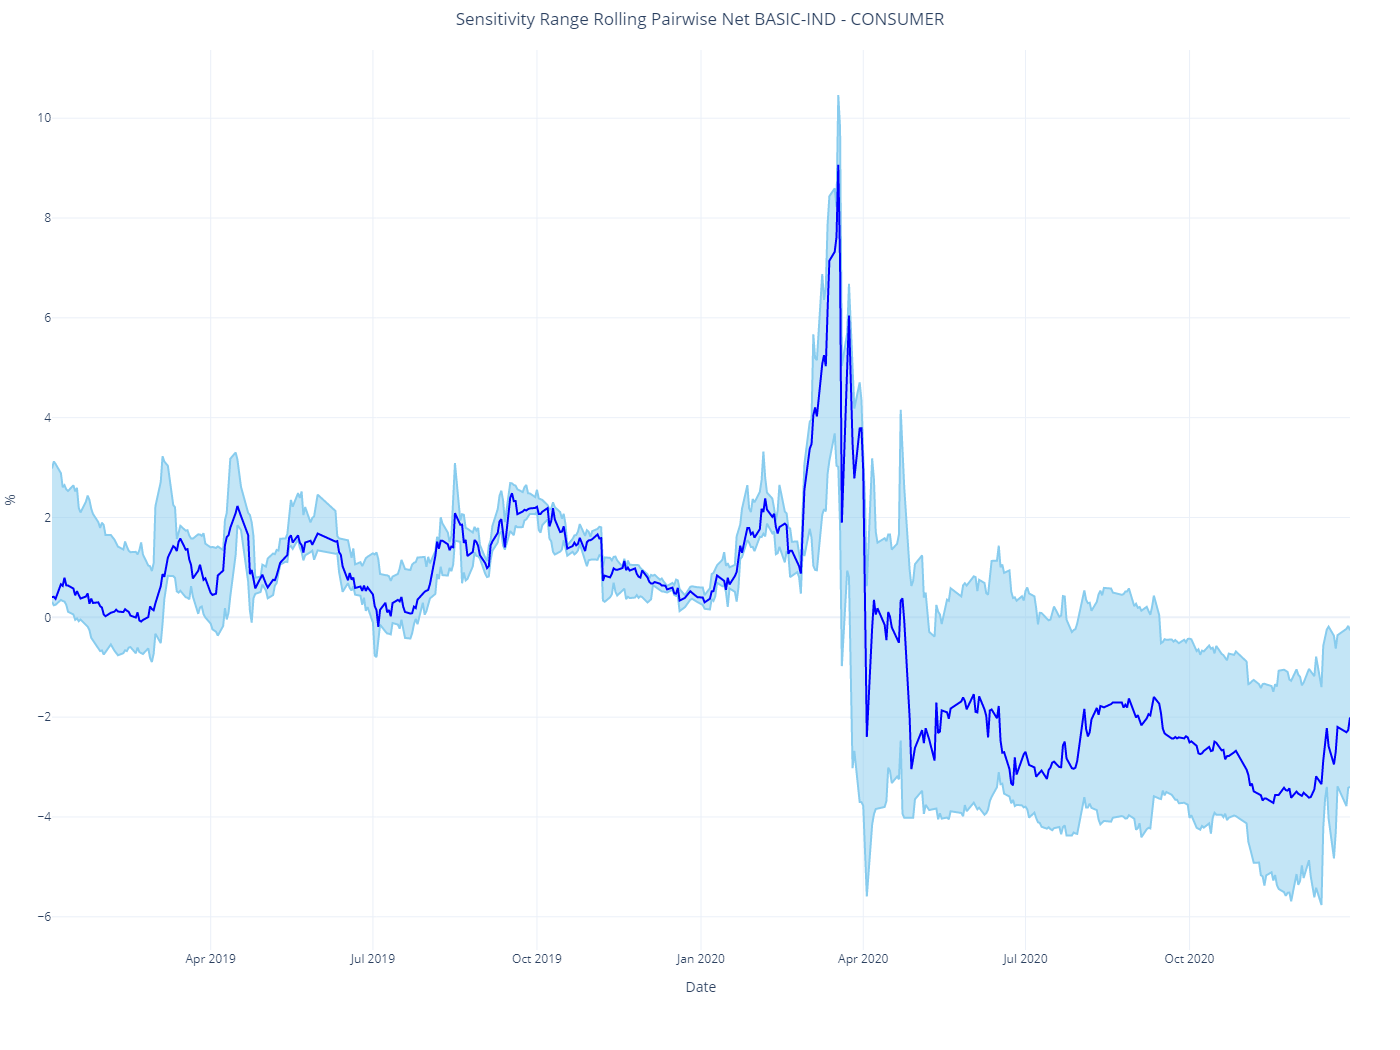 Sensitivity Range Rolling Pairwise Net BASIC-IND - CONSUMER
10
8
6
4
2
0
−2
−4
−6
%
Apr 2019
Jul 2019
Oct 2019
Jan 2020
Apr 2020
Jul 2020
Oct 2020
Date